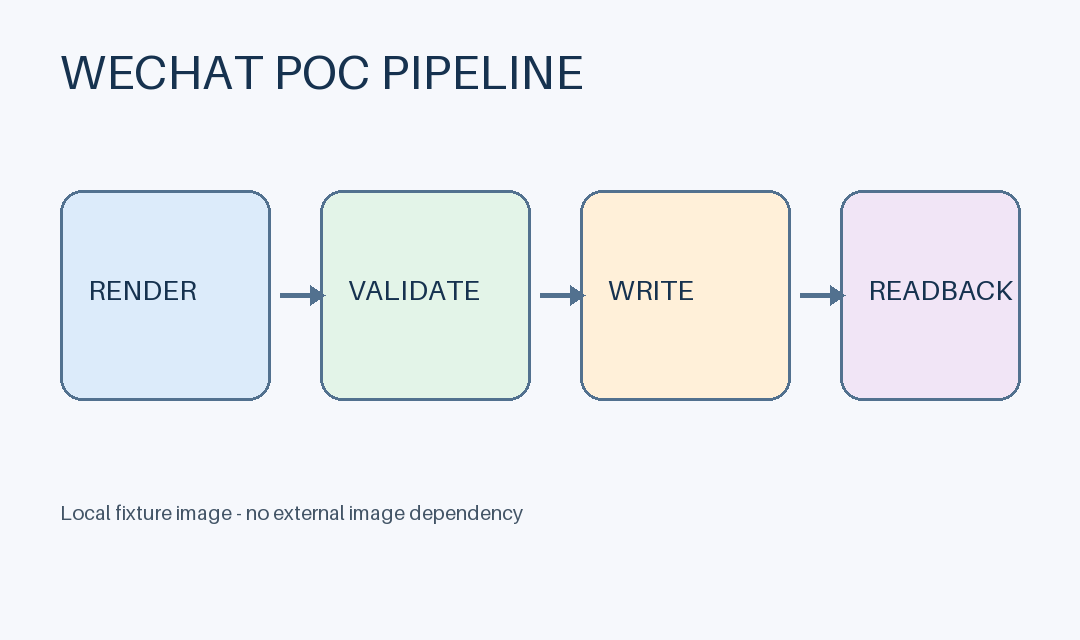 WECHAT POC PIPELINE
RENDER
VALIDATE
WRITE
READBACK
Local fixture image - no external image dependency